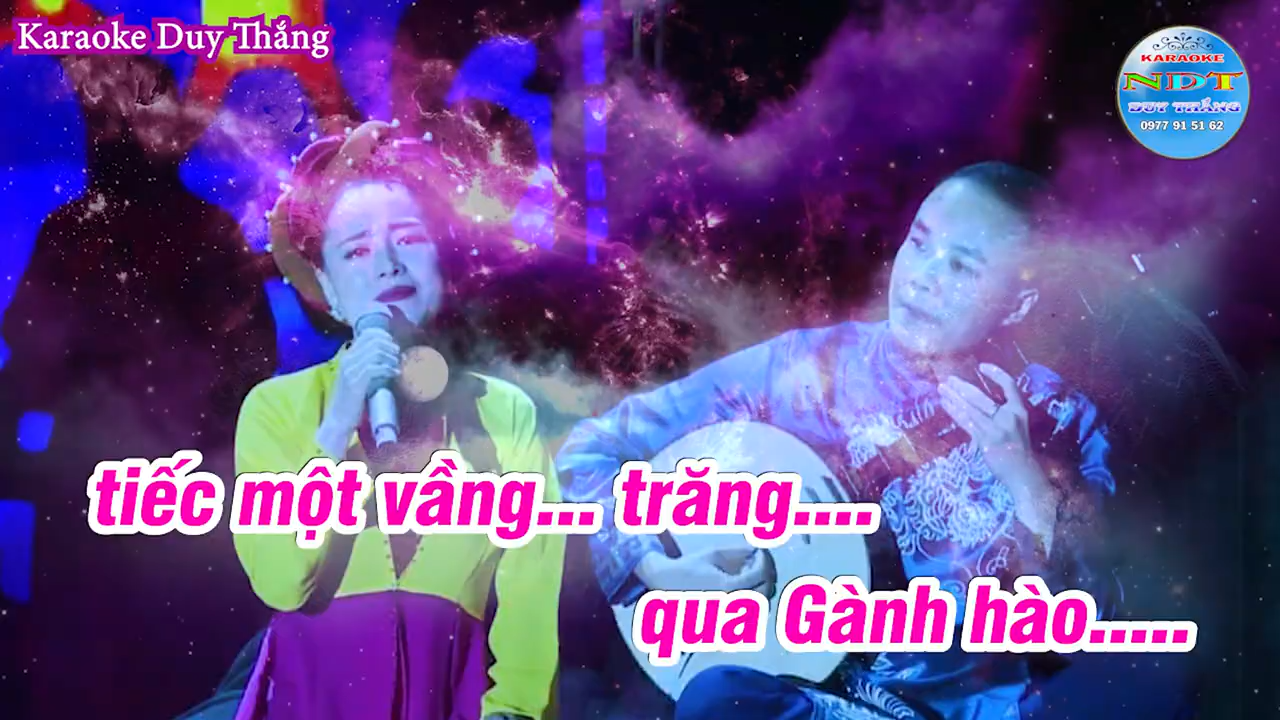 Karaoke Duy Thắng
KARAOKE
NDT
DUY THẮNG
0977 91 51 62
tiếc một vầng... trăng....
qua Gành hào.....